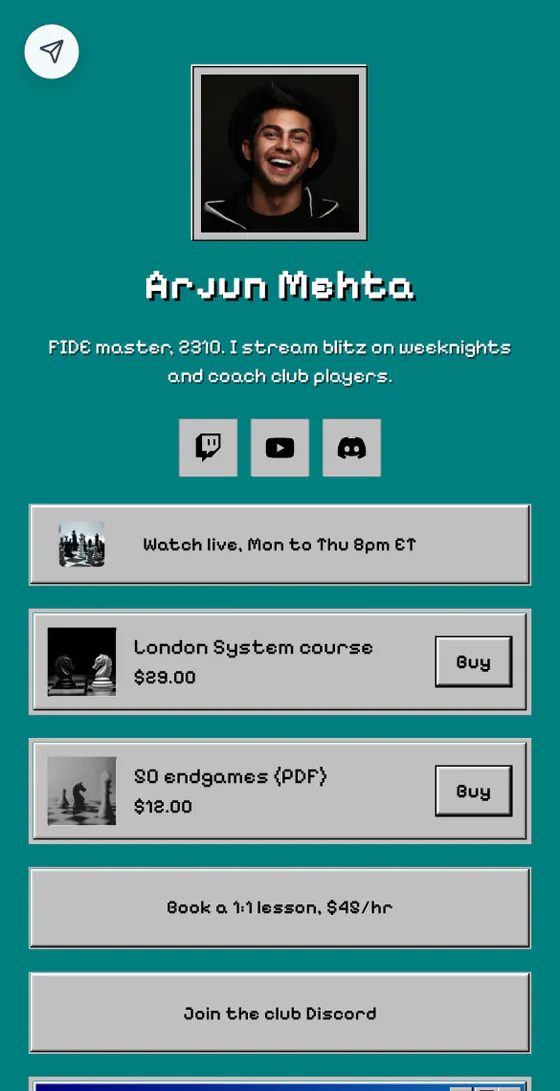 Arjun Mehta
FIDE master, 2310. I stream blitz on weeknights
and coach club players.
Watch live, Mon to Thu 8pm ET
London System course
$29.00
Buy
50 endgames (PDF)
$12.00
Buy
Book a 1:1 lesson, $45/hr
Join the club Discord